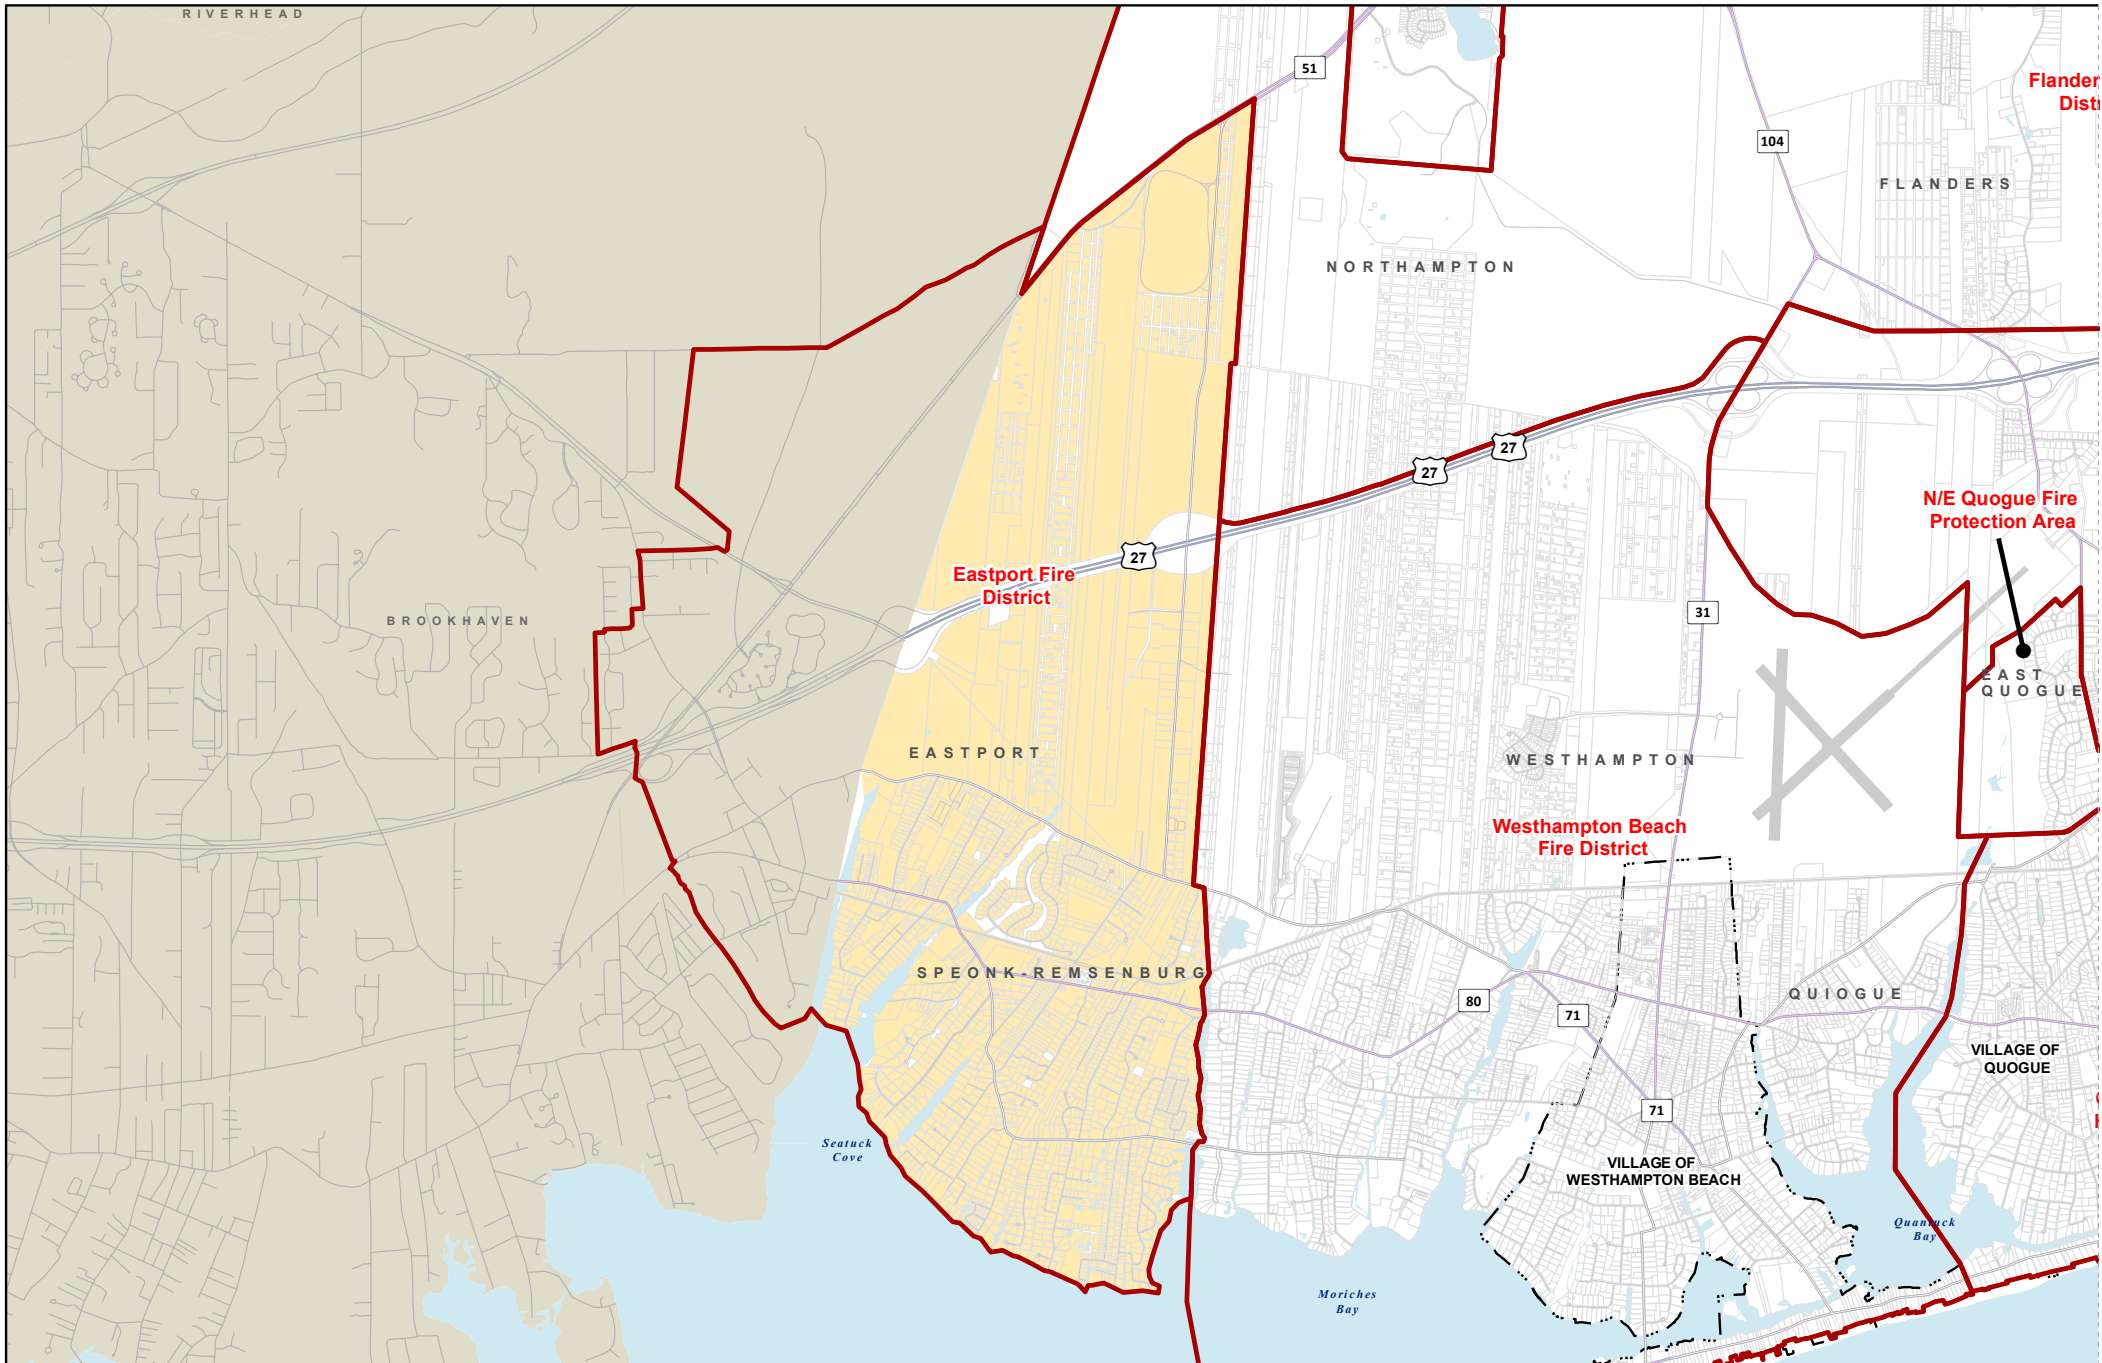 RIVERHEAD
51
Flander
Distr
104
FLANDERS
NORTHAMPTON
27
27
N/E Quogue Fire
Protection Area
27
Eastport Fire
District
31
BROOKHAVEN
EAST
QUOGUE
EASTPORT
WESTHAMPTON
Westhampton Beach
Fire District
SPEONK-REMSENBURG
80
71
QUIOGUE
VILLAGE OF
QUOGUE
71
Seatuck
Cove
VILLAGE OF
WESTHAMPTON BEACH
Quantuck
Bay
Moriches
Bay